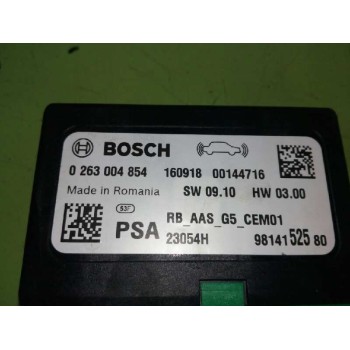 BOSCH
0 263 004 854 160918 00144716
Made in Romania SW 09.10 HW 03.00
53F RB_AAS_G5_CEM01
PSA 23054H 98141 525 80